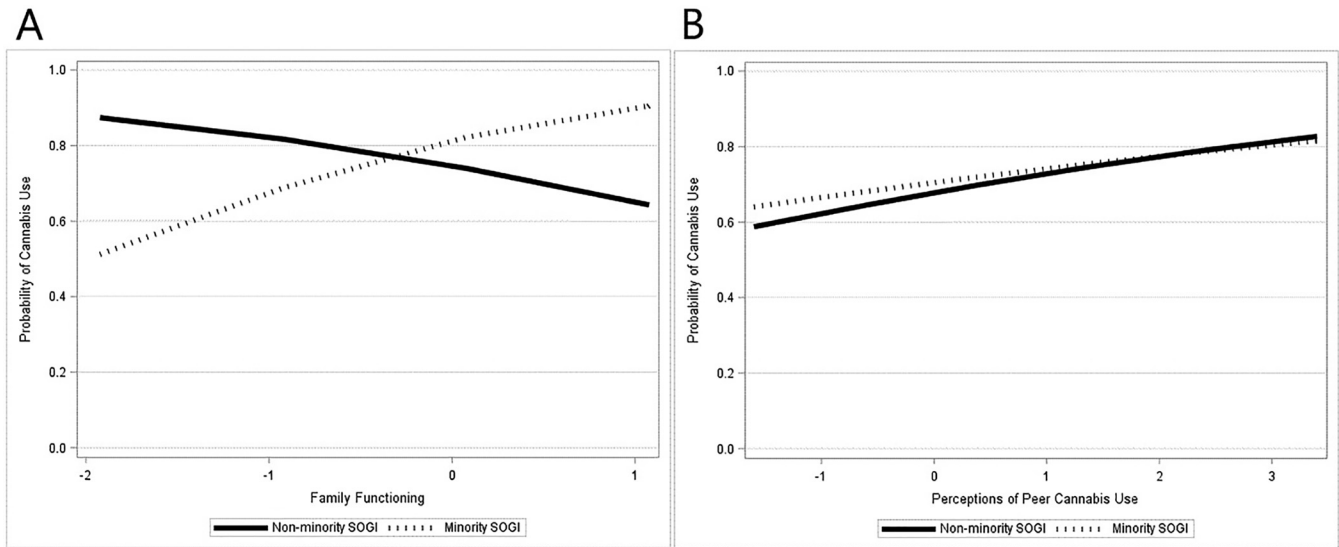 A
Probability of Cannabis Use
1.0
0.8
0.6
0.4
0.2
0.0
-2 -1 0 1
Family Functioning
Non-minority SOGI Minority SOGI
B
Probability of Cannabis Use
1.0
0.8
0.6
0.4
0.2
0.0
-1 0 1 2 3
Perceptions of Peer Cannabis Use
Non-minority SOGI Minority SOGI